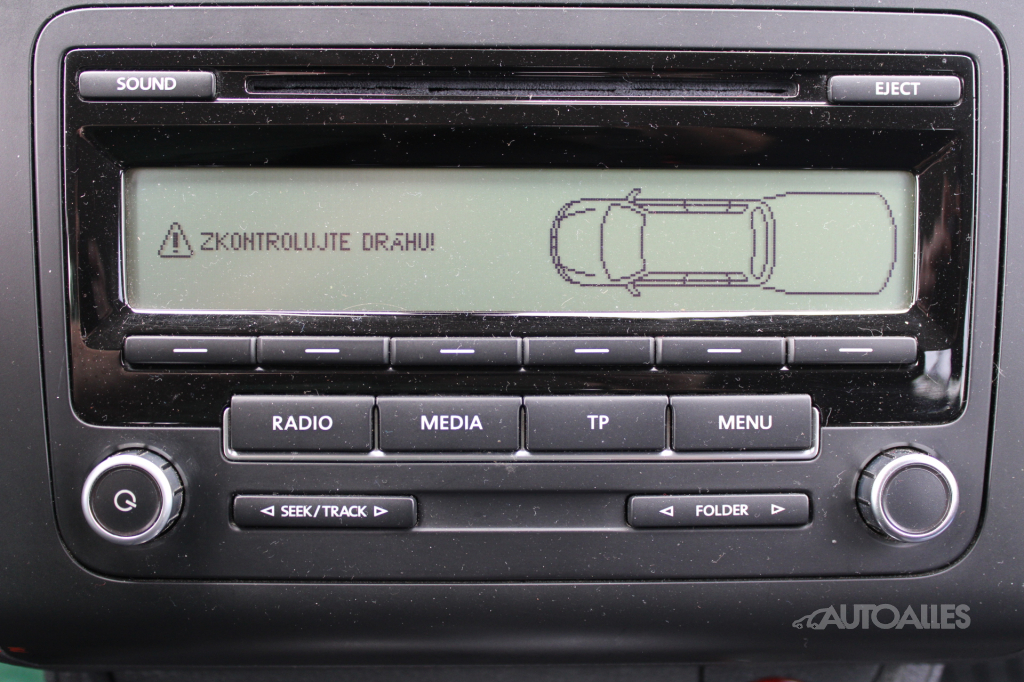 SOUND
EJECT
ZKONTROLUJTE DRÁHU!
RADIO
MEDIA
TP
MENU
SEEK/TRACK
FOLDER
AUTOALLES